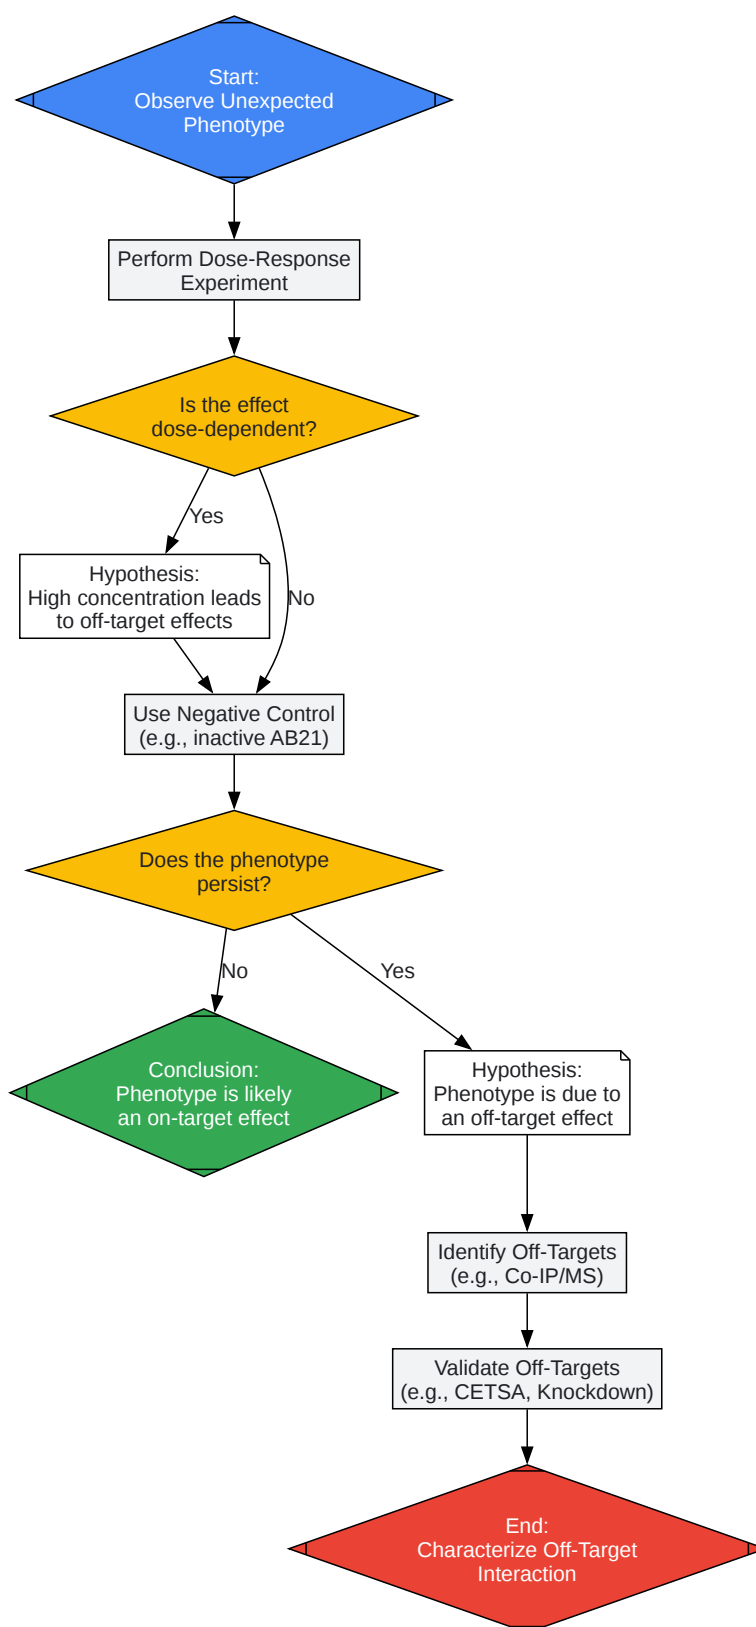 Start:
Observe Unexpected
Phenotype
Perform Dose-Response
Experiment
Is the effect
dose-dependent?
Yes
No
Hypothesis:
High concentration leads
to off-target effects
Use Negative Control
(e.g., inactive AB21)
Does the phenotype
persist?
No
Yes
Conclusion:
Phenotype is likely
an on-target effect
Hypothesis:
Phenotype is due to
an off-target effect
Identify Off-Targets
(e.g., Co-IP/MS)
Validate Off-Targets
(e.g., CETSA, Knockdown)
End:
Characterize Off-Target
Interaction